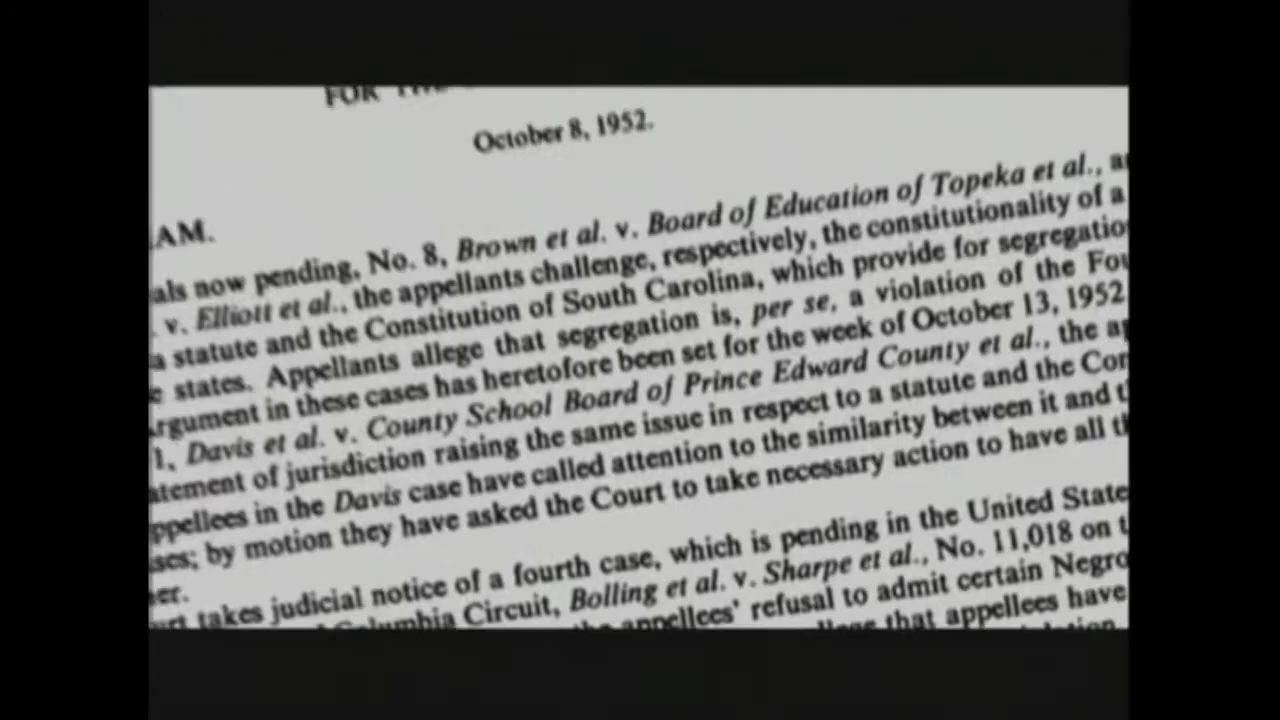 FOR THE
October 8, 1952.
AM.
als now pending, No. 8, Brown et al. v. Board of Education of Topeka et al., a
v. Elliott et al., the appellants challenge, respectively, the constitutionality of a
a statute and the Constitution of South Carolina, which provide for segregatio
e states. Appellants allege that segregation is, per se, a violation of the Fou
rgument in these cases has heretofore been set for the week of October 13, 1952
1, Davis et al. v. County School Board of Prince Edward County et al., the ap
atement of jurisdiction raising the same issue in respect to a statute and the Con
ppellees in the Davis case have called attention to the similarity between it and t
ses; by motion they have asked the Court to take necessary action to have all th
er.
rt takes judicial notice of a fourth case, which is pending in the United State
Columbia Circuit, Bolling et al. v. Sharpe et al., No. 11,018 on t
appellees' refusal to admit certain Negro
that appellees have